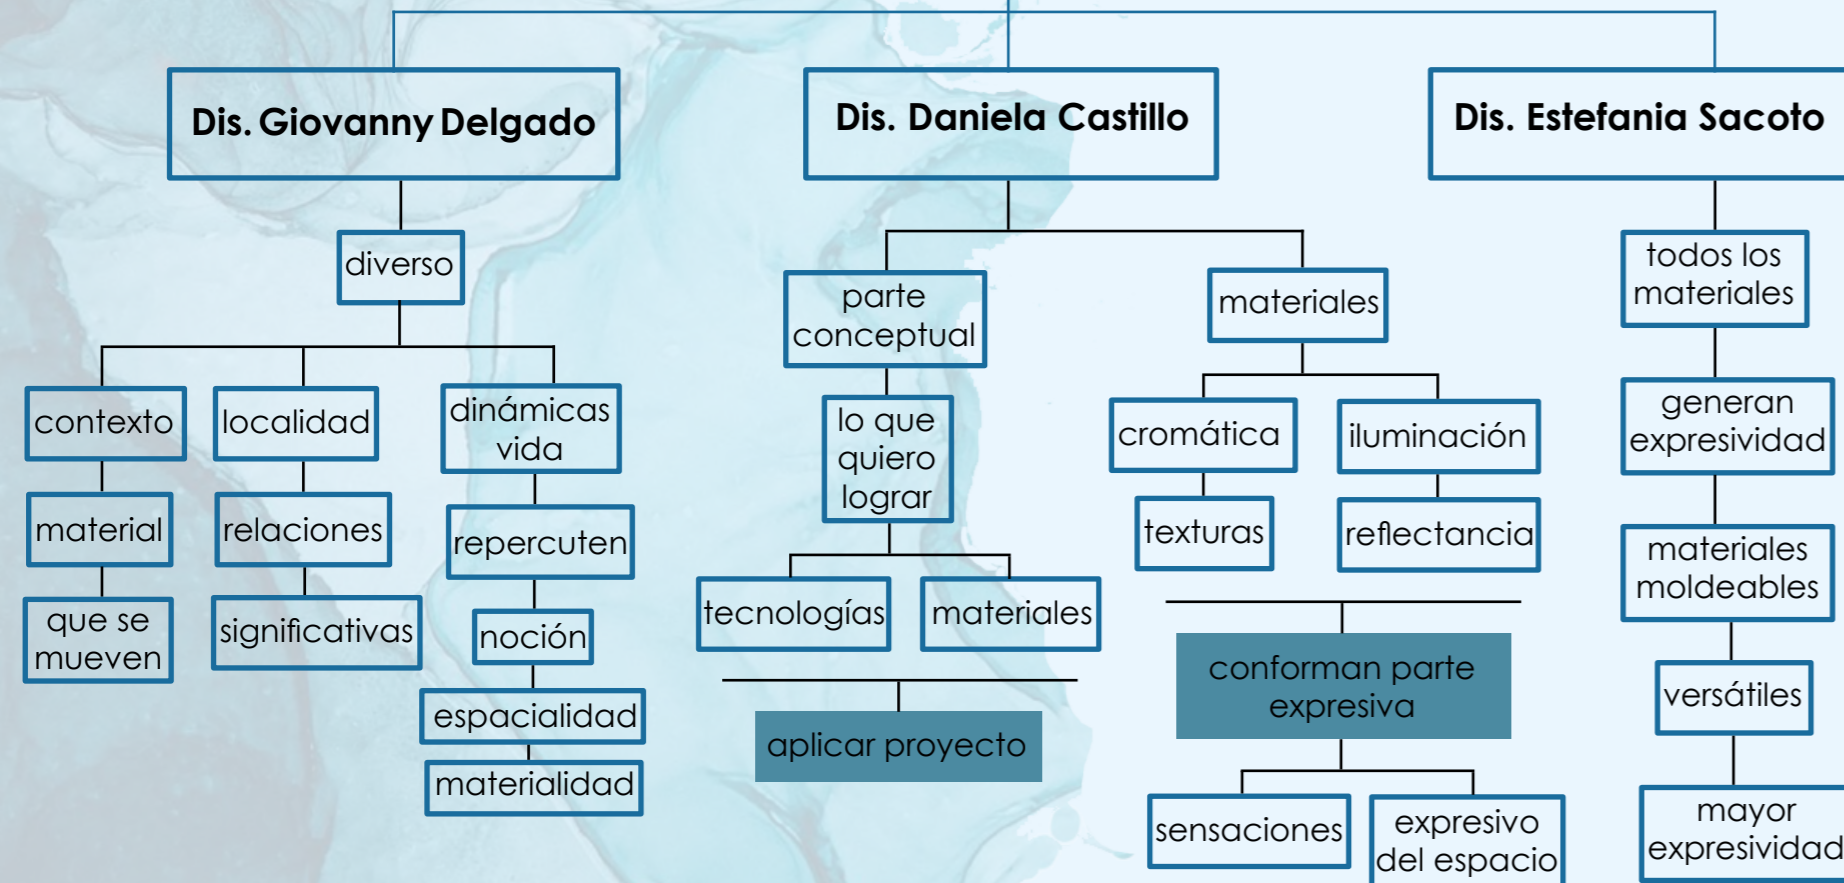 Dis. Giovanny Delgado
diverso
contexto
material
que se
mueven
localidad
relaciones
significativas
dinámicas
vida
repercuten
noción
espacialidad
materialidad
Dis. Daniela Castillo
parte
conceptual
lo que
quiero
lograr
tecnologías
materiales
aplicar proyecto
materiales
cromática
texturas
iluminación
reflectancia
conforman parte
expresiva
sensaciones
expresivo
del espacio
Dis. Estefania Sacoto
todos los
materiales
generan
expresividad
materiales
moldeables
versátiles
mayor
expresividad